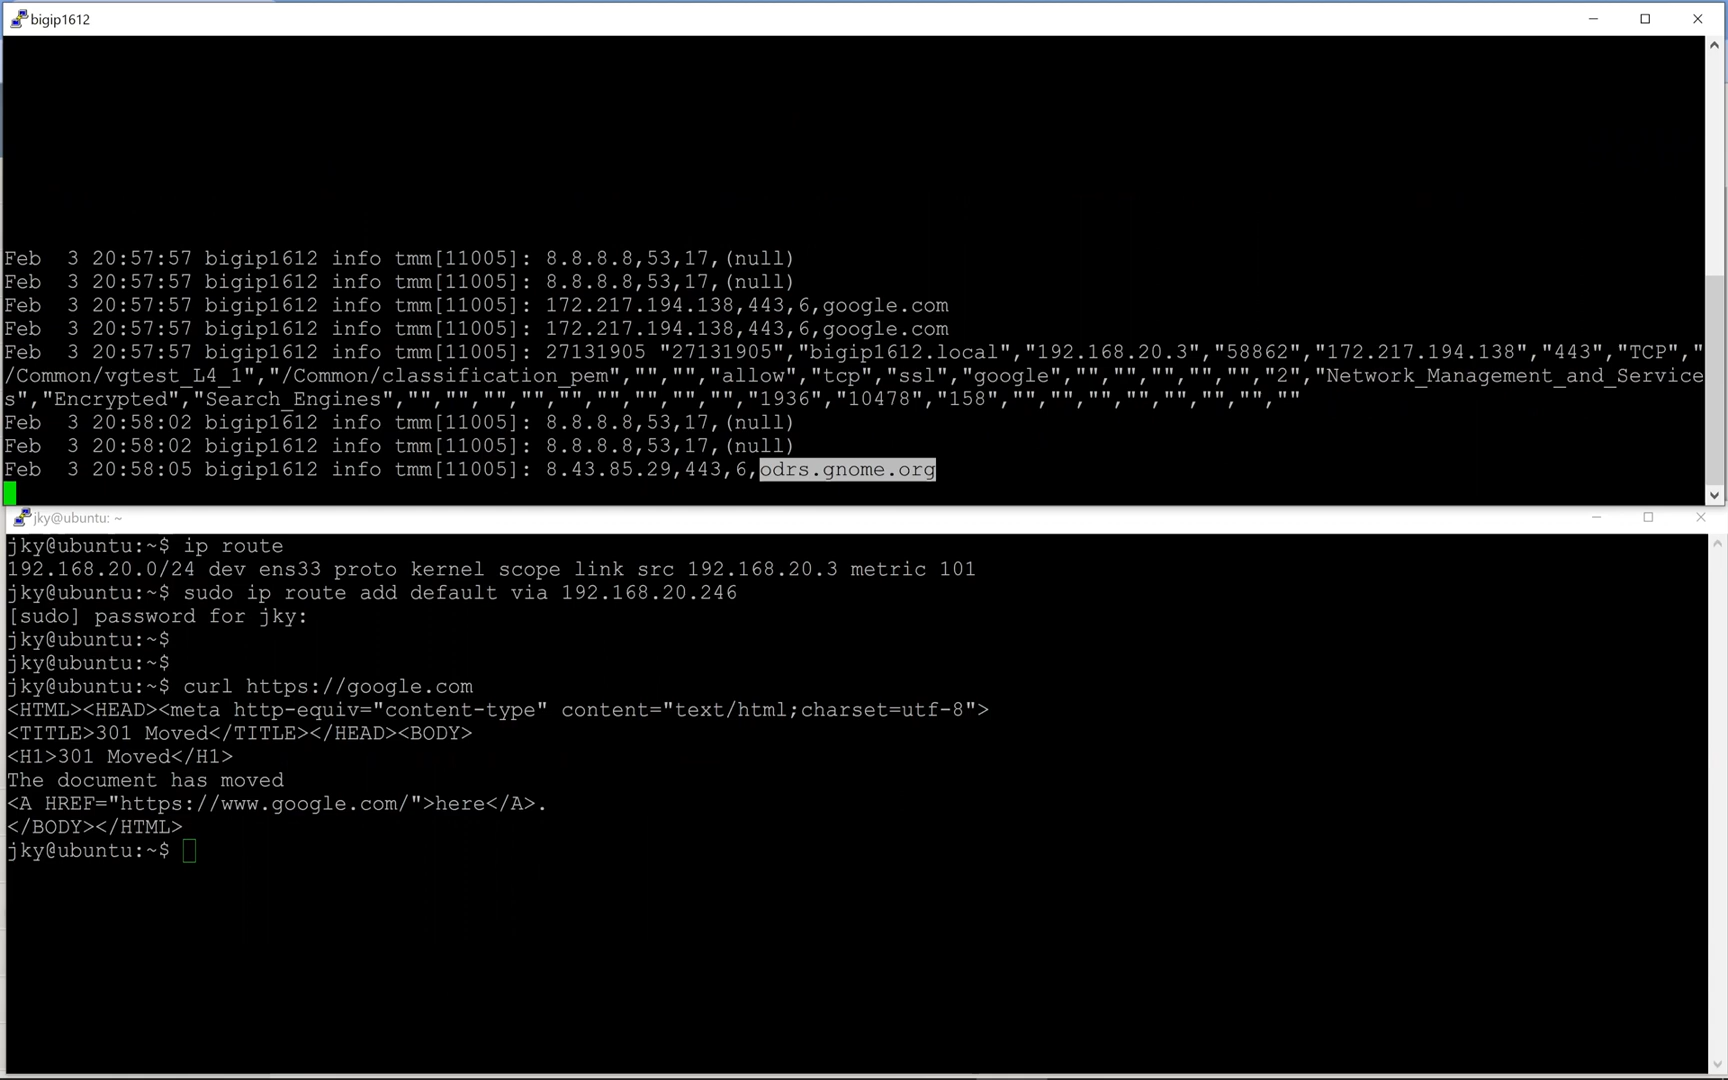 bigip1612
Feb  3 20:57:57 bigip1612 info tmm[11005]: 8.8.8.8,53,17,(null)
Feb  3 20:57:57 bigip1612 info tmm[11005]: 8.8.8.8,53,17,(null)
Feb  3 20:57:57 bigip1612 info tmm[11005]: 172.217.194.138,443,6,google.com
Feb  3 20:57:57 bigip1612 info tmm[11005]: 172.217.194.138,443,6,google.com
Feb  3 20:57:57 bigip1612 info tmm[11005]: 27131905 "27131905","bigip1612.local","192.168.20.3","58862","172.217.194.138","443","TCP","
/Common/vgtest_L4_1","/Common/classification_pem","","","allow","tcp","ssl","google","","","","","","2","Network_Management_and_Service
s","Encrypted","Search_Engines","","","","","","","","","","1936","10478","158","","","","","","","",""
Feb  3 20:58:02 bigip1612 info tmm[11005]: 8.8.8.8,53,17,(null)
Feb  3 20:58:02 bigip1612 info tmm[11005]: 8.8.8.8,53,17,(null)
Feb  3 20:58:05 bigip1612 info tmm[11005]: 8.43.85.29,443,6,odrs.gnome.org
jky@ubuntu: ~
jky@ubuntu:~$ ip route
192.168.20.0/24 dev ens33 proto kernel scope link src 192.168.20.3 metric 101
jky@ubuntu:~$ sudo ip route add default via 192.168.20.246
[sudo] password for jky:
jky@ubuntu:~$
jky@ubuntu:~$
jky@ubuntu:~$ curl https://google.com
<HTML><HEAD><meta http-equiv="content-type" content="text/html;charset=utf-8">
<TITLE>301 Moved</TITLE></HEAD><BODY>
<H1>301 Moved</H1>
The document has moved
<A HREF="https://www.google.com/">here</A>.
</BODY></HTML>
jky@ubuntu:~$